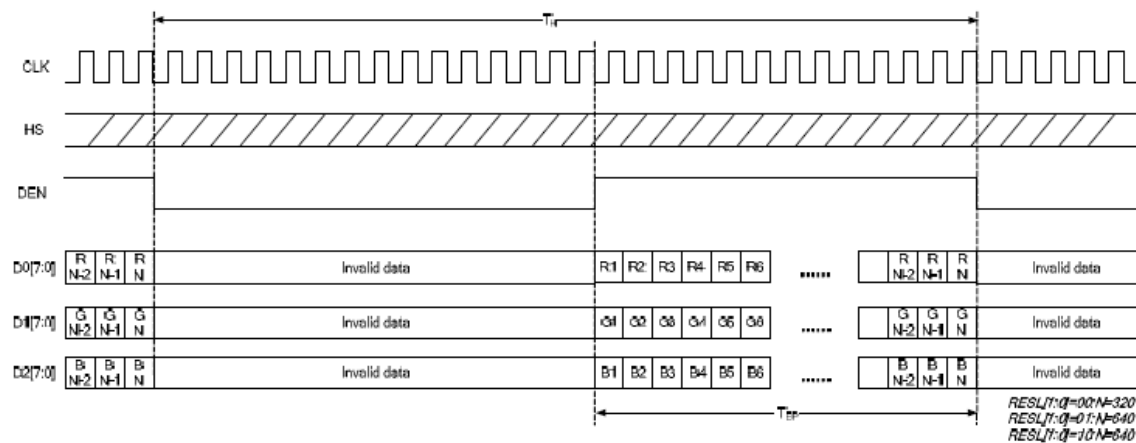 T_H
CLK
HS
DEN
D0[7:0] R N-2 R N-1 R N Invalid data R1 R2 R3 R4 R5 R6 ...... R N-2 R N-1 R N Invalid data
D1[7:0] G N-2 G N-1 G N Invalid data G1 G2 G3 G4 G5 G6 ...... G N-2 G N-1 G N Invalid data
D2[7:0] B N-2 B N-1 B N Invalid data B1 B2 B3 B4 B5 B6 ...... B N-2 B N-1 B N Invalid data
RESL[1:0]=00:N=320
RESL[1:0]=01:N=640
RESL[1:0]=10:N=640